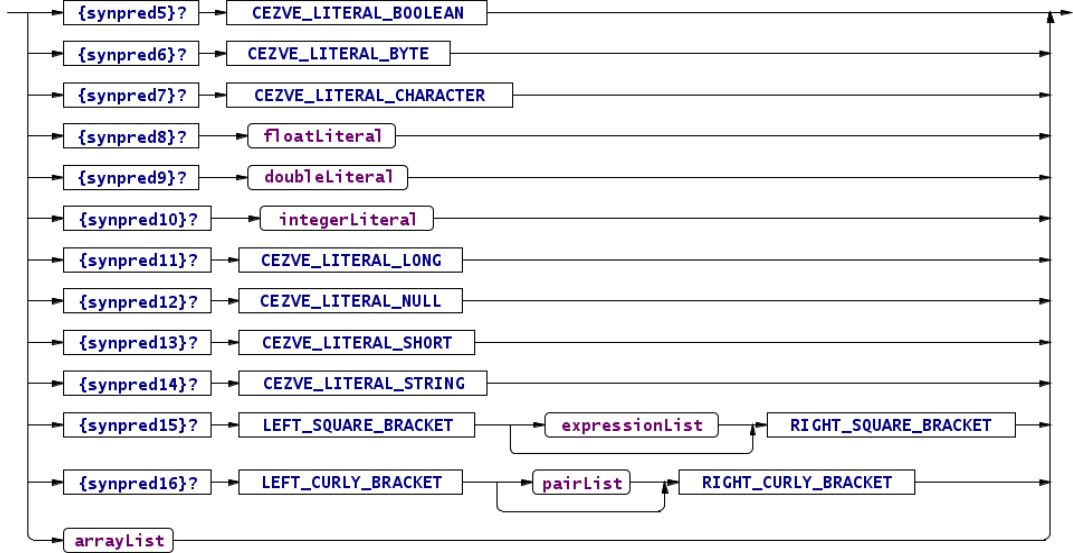 {synpred5}? CEZVE_LITERAL_BOOLEAN
{synpred6}? CEZVE_LITERAL_BYTE
{synpred7}? CEZVE_LITERAL_CHARACTER
{synpred8}? floatLiteral
{synpred9}? doubleLiteral
{synpred10}? integerLiteral
{synpred11}? CEZVE_LITERAL_LONG
{synpred12}? CEZVE_LITERAL_NULL
{synpred13}? CEZVE_LITERAL_SHORT
{synpred14}? CEZVE_LITERAL_STRING
{synpred15}? LEFT_SQUARE_BRACKET expressionList RIGHT_SQUARE_BRACKET
{synpred16}? LEFT_CURLY_BRACKET pairList RIGHT_CURLY_BRACKET
arrayList